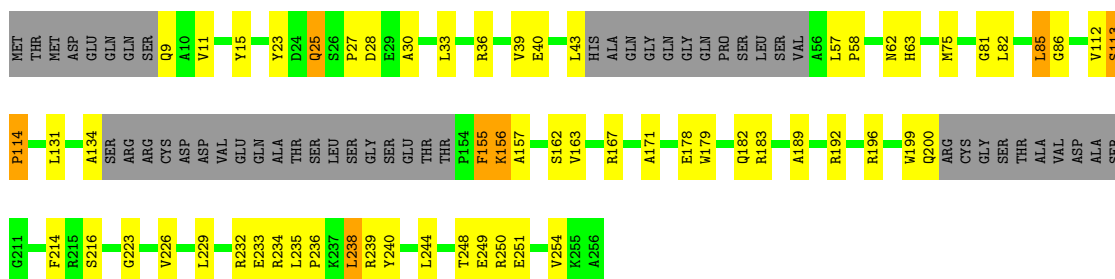 MET THR MET ASP GLU GLN GLN SER Q9 A10 V11 Y15 Y23 D24 Q25 S26 P27 D28 E29 A30 L33 R36 V39 E40 L43 HIS ALA GLN GLY GLN GLY GLN PRO SER LEU SER VAL A56 L57 P58 N62 H63 M75 G81 L82 L85 G86 V112 S113
P114 L131 A134 SER ARG ARG CYS ASP ASP VAL GLU GLN ALA THR SER LEU SER GLY SER GLU THR THR P154 F155 K156 A157 S162 V163 R167 A171 E178 W179 Q182 R183 A189 R192 R196 W199 Q200 ARG CYS GLY SER THR ALA VAL ASP ALA SER
G211 F214 R215 S216 G223 V226 L229 R232 E233 R234 L235 P236 K237 L238 R239 Y240 L244 T248 E249 R250 E251 V254 K255 A256